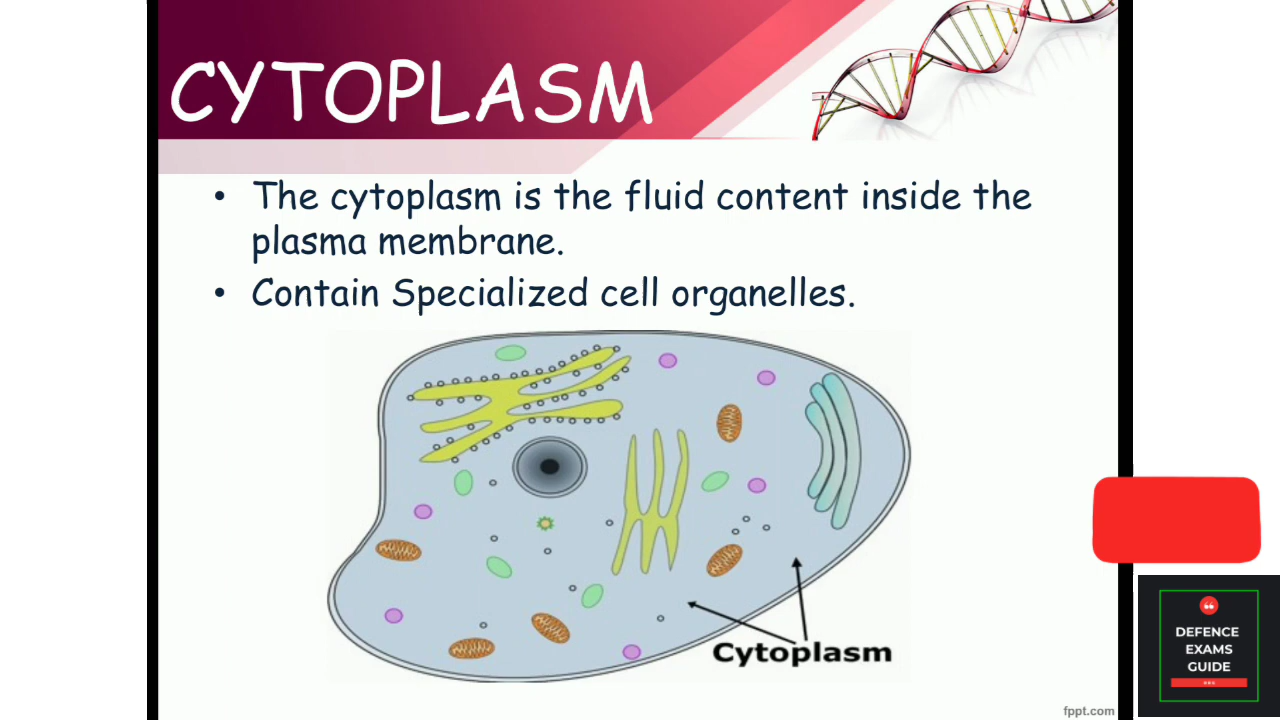 CYTOPLASM
• The cytoplasm is the fluid content inside the
plasma membrane.
• Contain Specialized cell organelles.
Cytoplasm
DEFENCE
EXAMS
GUIDE
fppt.com